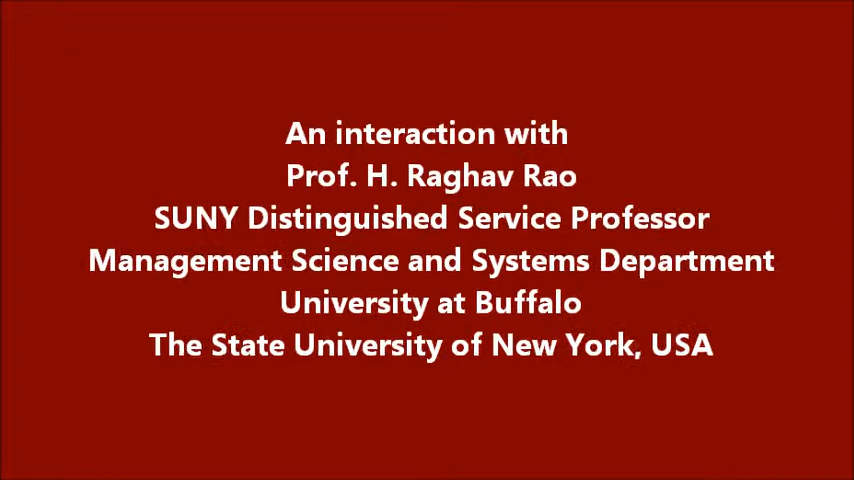 An interaction with
Prof. H. Raghav Rao
SUNY Distinguished Service Professor
Management Science and Systems Department
University at Buffalo
The State University of New York, USA